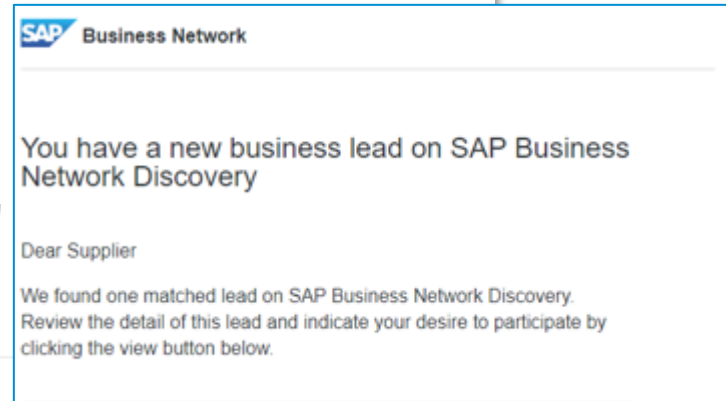 SAP Business Network
You have a new business lead on SAP Business
Network Discovery
Dear Supplier
We found one matched lead on SAP Business Network Discovery.
Review the detail of this lead and indicate your desire to participate by
clicking the view button below.